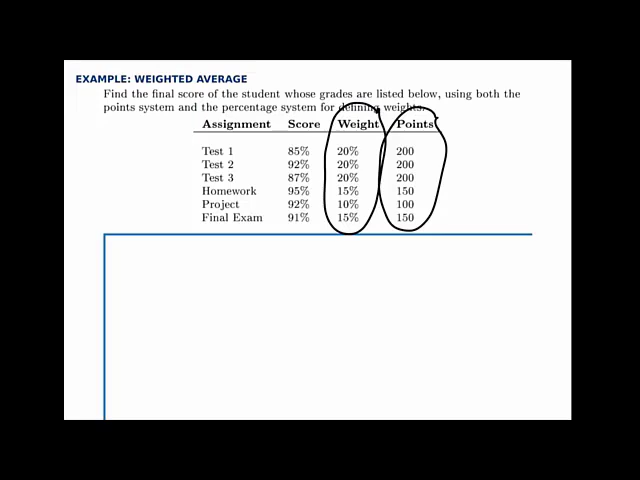 EXAMPLE: WEIGHTED AVERAGE
Find the final score of the student whose grades are listed below, using both the
points system and the percentage system for defining weights.
Assignment Score Weight Points
Test 1 85% 20% 200
Test 2 92% 20% 200
Test 3 87% 20% 200
Homework 95% 15% 150
Project 92% 10% 100
Final Exam 91% 15% 150